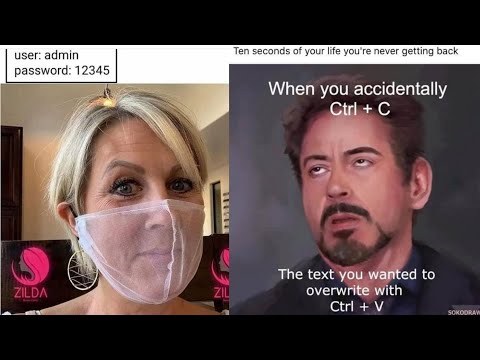 user: admin
password: 12345
ZILDA
ZILDA
Ten seconds of your life you're never getting back
When you accidentally
Ctrl + C
The text you wanted to
overwrite with
Ctrl + V
SOKODRAW